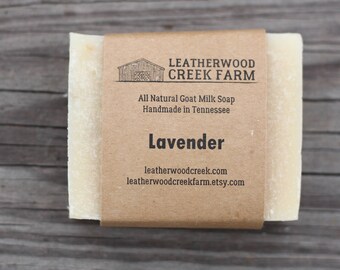 LEATHERWOOD
CREEK FARM
All Natural Goat Milk Soap
Handmade in Tennessee
Lavender
leatherwoodcreek.com
leatherwoodcreekfarm.etsy.com